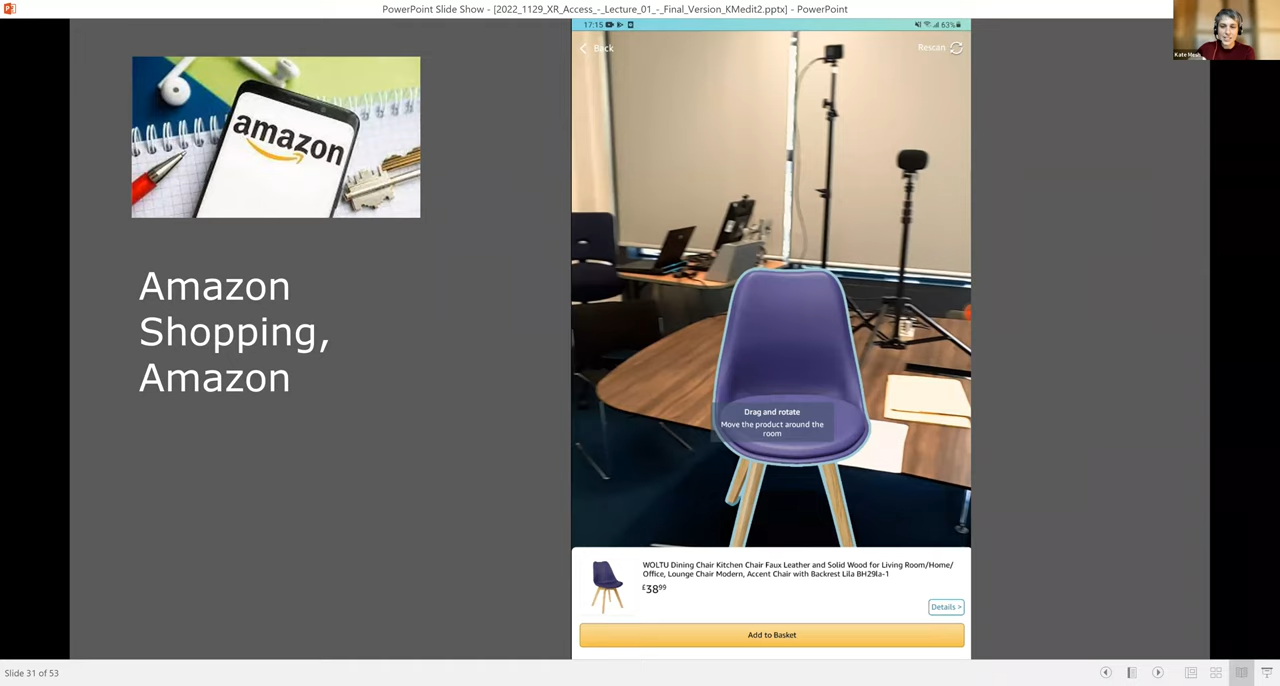 PowerPoint Slide Show - [2022_1129_XR_Access_-_Lecture_01_-_Final_Version_KMedit2.pptx] - PowerPoint
Kate Mesh
amazon
Amazon
Shopping,
Amazon
17:15
63%
Back
Rescan
Drag and rotate
Move the product around the
room
WOLTU Dining Chair Kitchen Chair Faux Leather and Solid Wood for Living Room/Home/
Office, Lounge Chair Modern, Accent Chair with Backrest Lila BH29la-1
£3899
Details >
Add to Basket
Slide 31 of 53